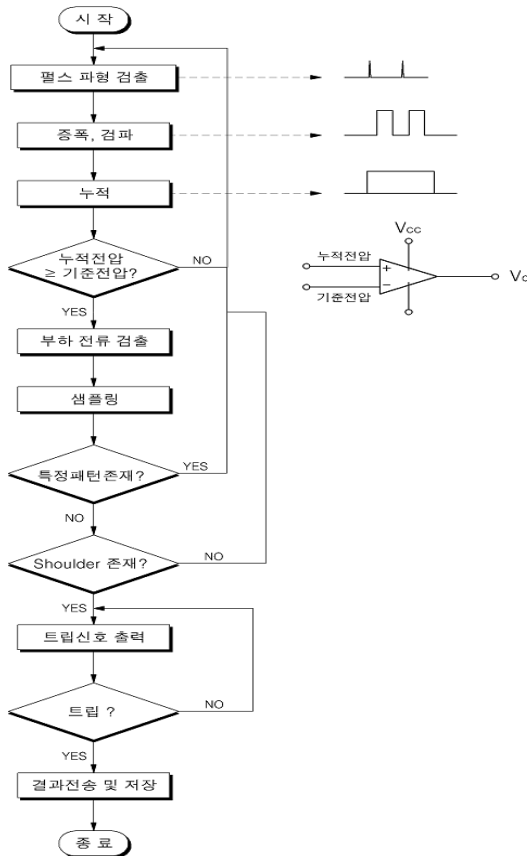 시 작
펄스 파형 검출
증폭, 검파
누적
누적전압
≥ 기준전압?
NO
YES
VCC
누적전압
+
기준전압
−
Vo
부하 전류 검출
샘플링
특정패턴존재?
YES
NO
Shoulder 존재?
NO
YES
트립신호 출력
트립 ?
NO
YES
결과전송 및 저장
종 료